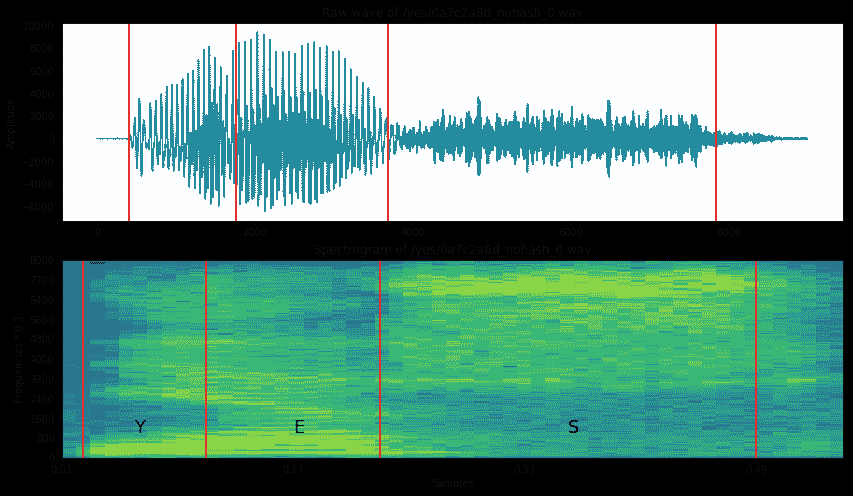 Raw wave of /yes/0a7c2a8d_nohash_0.wav
Amplitude
10000
8000
6000
4000
2000
0
−2000
−4000
−6000
0 2000 4000 6000 8000
Spectrogram of /yes/0a7c2a8d_nohash_0.wav
Frequencies * 0.1
8000
7200
6400
5600
4800
4000
3200
2400
1600
800
0
Y E S
0.01 0.17 0.33 0.49
Samples